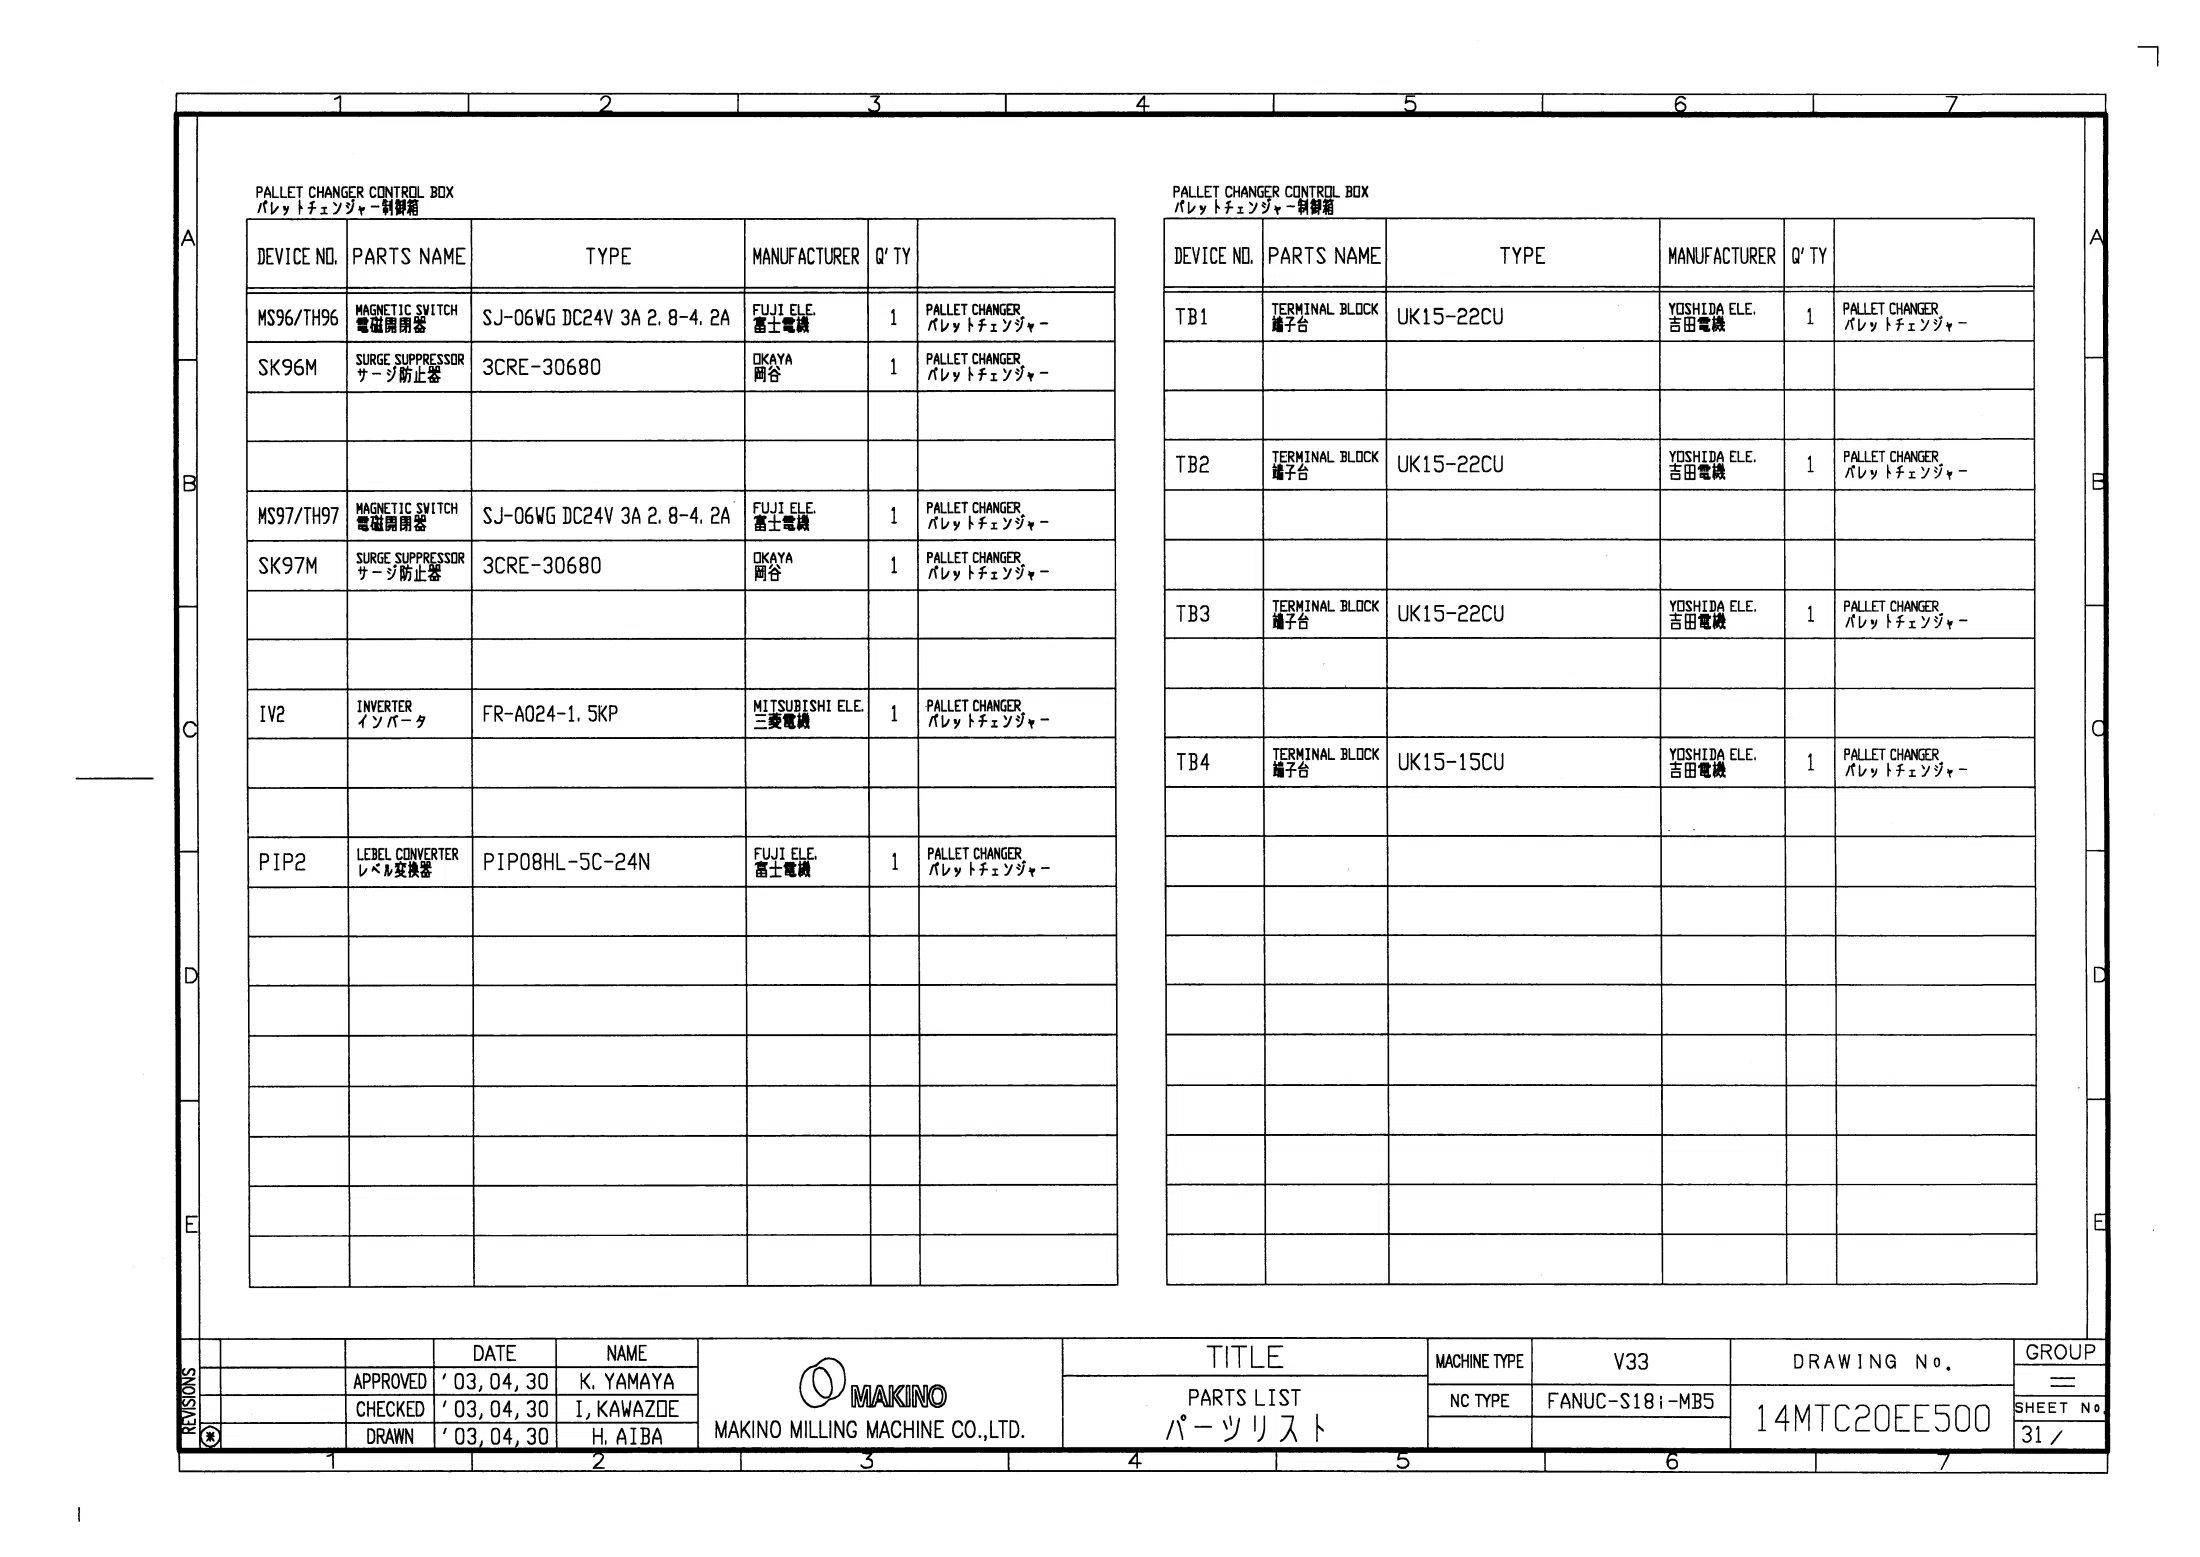 1 2 3 4 5 6 7
PALLET CHANGER CONTROL BOX
パレットチェンジャー制御箱
DEVICE NO. PARTS NAME TYPE MANUFACTURER Q'TY
MS96/TH96 MAGNETIC SWITCH SJ-06WG DC24V 3A 2.8-4.2A FUJI ELE. 1 PALLET CHANGER
電磁開閉器 富士電機 パレットチェンジャー
SK96M SURGE SUPPRESSOR 3CRE-30680 OKAYA 1 PALLET CHANGER
サージ防止器 岡谷 パレットチェンジャー
MS97/TH97 MAGNETIC SWITCH SJ-06WG DC24V 3A 2.8-4.2A FUJI ELE. 1 PALLET CHANGER
電磁開閉器 富士電機 パレットチェンジャー
SK97M SURGE SUPPRESSOR 3CRE-30680 OKAYA 1 PALLET CHANGER
サージ防止器 岡谷 パレットチェンジャー
IV2 INVERTER FR-A024-1.5KP MITSUBISHI ELE. 1 PALLET CHANGER
インバータ 三菱電機 パレットチェンジャー
PIP2 LEBEL CONVERTER PIP08HL-5C-24N FUJI ELE. 1 PALLET CHANGER
レベル変換器 富士電機 パレットチェンジャー
PALLET CHANGER CONTROL BOX
パレットチェンジャー制御箱
DEVICE NO. PARTS NAME TYPE MANUFACTURER Q'TY
TB1 TERMINAL BLOCK UK15-22CU YOSHIDA ELE. 1 PALLET CHANGER
端子台 吉田電機 パレットチェンジャー
TB2 TERMINAL BLOCK UK15-22CU YOSHIDA ELE. 1 PALLET CHANGER
端子台 吉田電機 パレットチェンジャー
TB3 TERMINAL BLOCK UK15-22CU YOSHIDA ELE. 1 PALLET CHANGER
端子台 吉田電機 パレットチェンジャー
TB4 TERMINAL BLOCK UK15-15CU YOSHIDA ELE. 1 PALLET CHANGER
端子台 吉田電機 パレットチェンジャー
A A
B B
C C
D D
E E
REVISIONS
DATE NAME
APPROVED '03,04,30 K. YAMAYA
CHECKED '03,04,30 I,KAWAZOE
DRAWN '03,04,30 H. AIBA
MAKINO
MAKINO MILLING MACHINE CO.,LTD.
TITLE
PARTS LIST
パーツリスト
MACHINE TYPE V33
NC TYPE FANUC-S18i-MB5
DRAWING No.
14MTC20EE500
GROUP
==
SHEET No.
31/
1 2 3 4 5 6 7